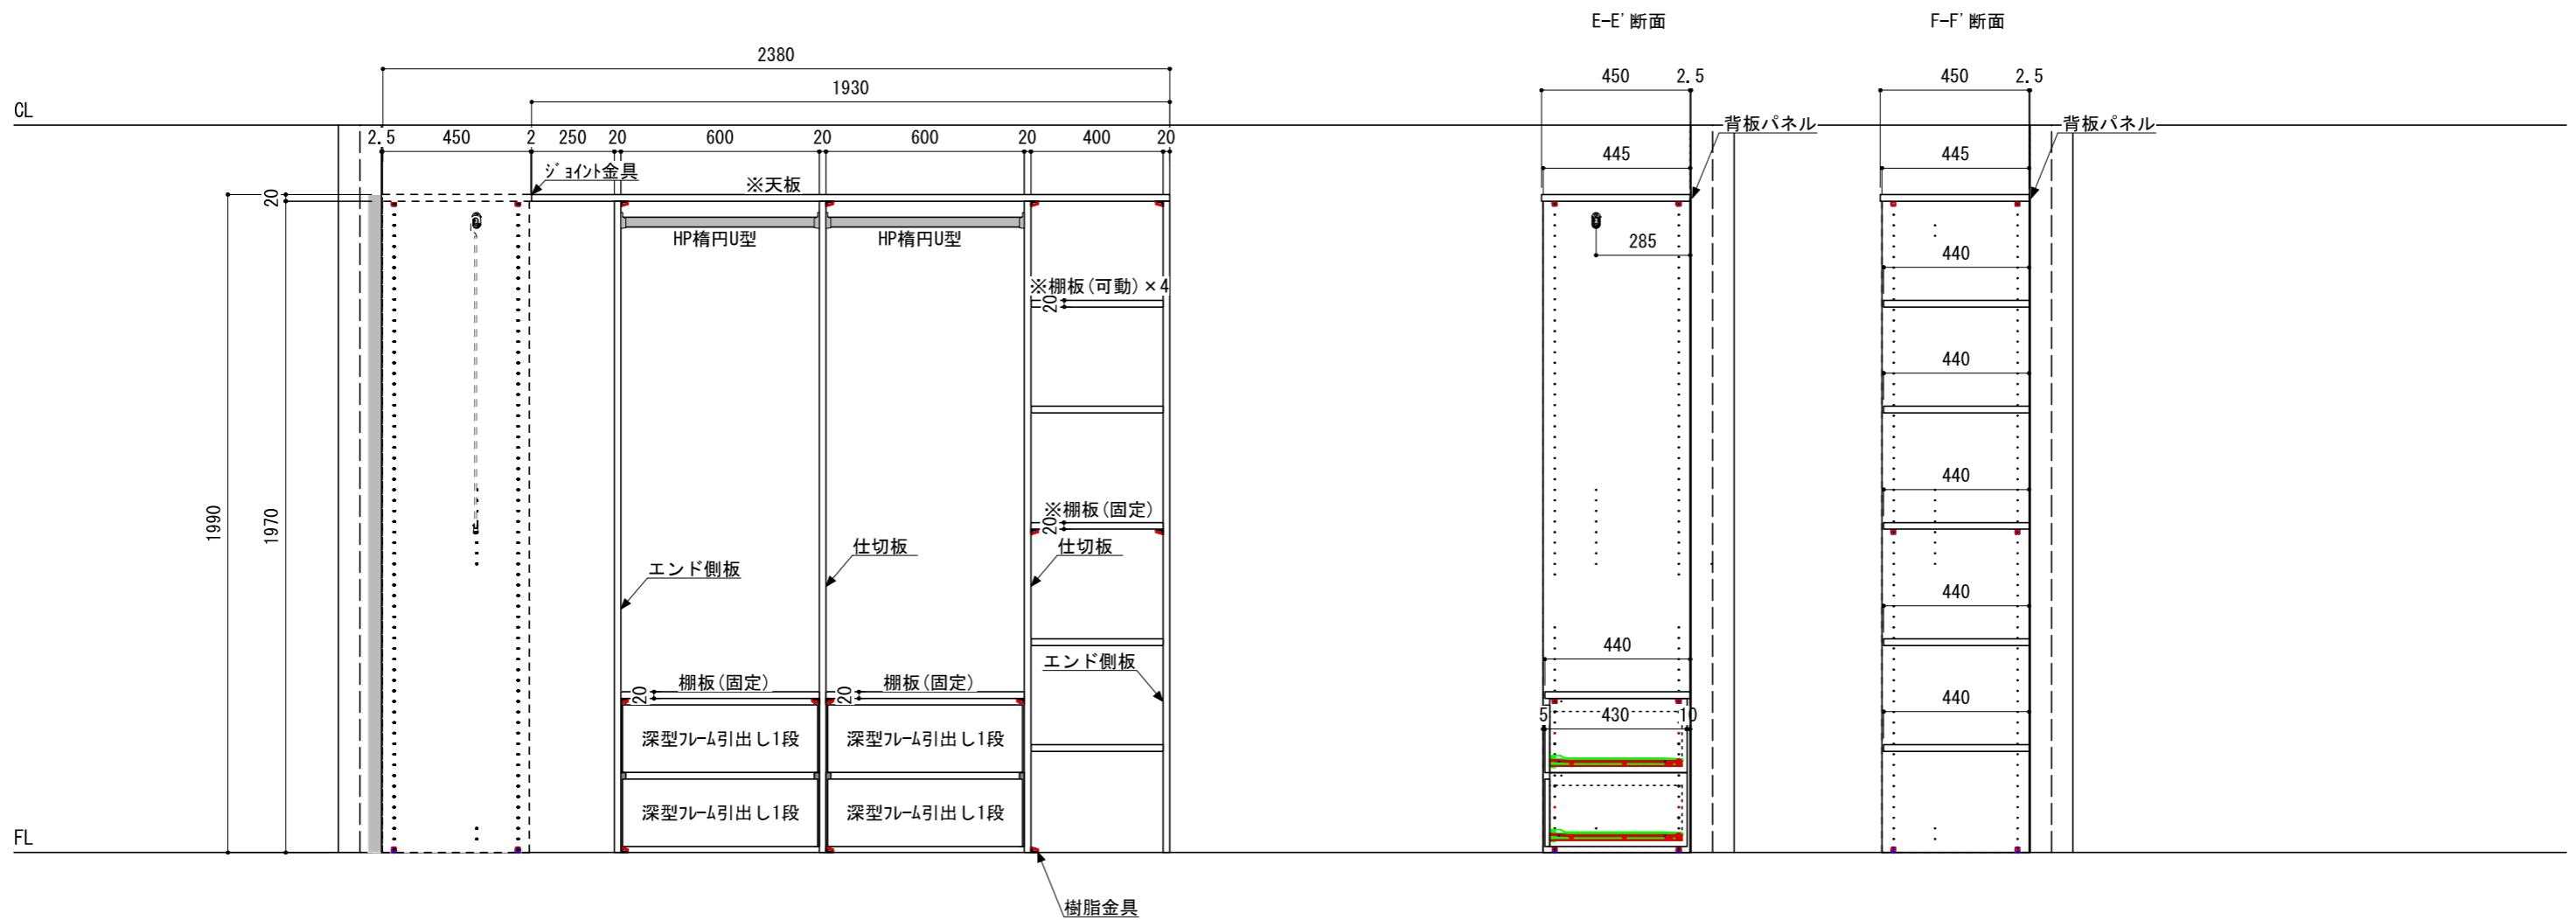 E-E' 断面
F-F' 断面
2380
450
2.5
450
2.5
1930
CL
背板パネル
背板パネル
2.5
450
2
250
20
600
20
600
20
400
20
445
445
ジョイント金具
※天板
20
HP楕円U型
HP楕円U型
285
440
※棚板(可動)×4
20
440
440
※棚板(固定)
20
1990
1970
仕切板
仕切板
エンド側板
440
440
エンド側板
棚板(固定)
20
棚板(固定)
20
440
5
430
10
深型フレーム引出し1段
深型フレーム引出し1段
深型フレーム引出し1段
深型フレーム引出し1段
FL
樹脂金具